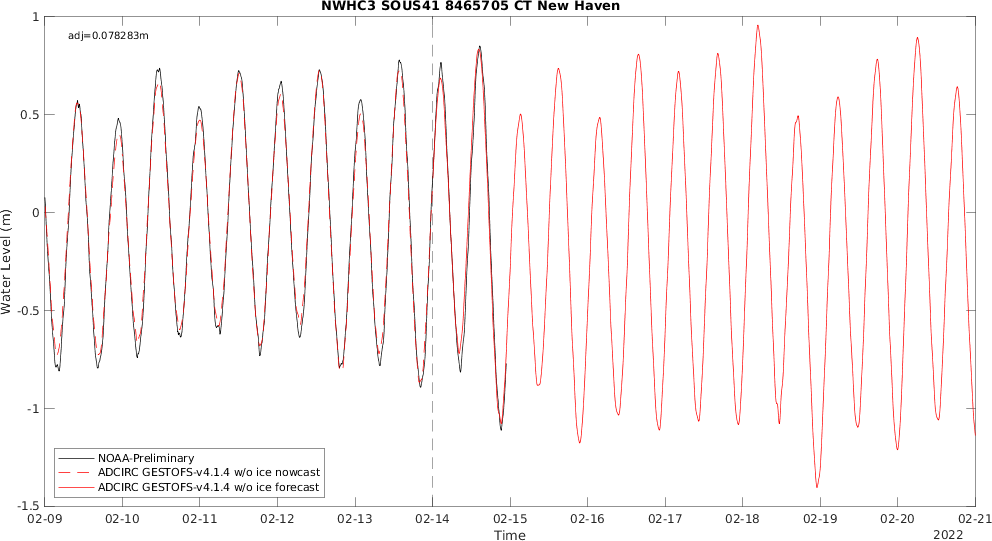 NWHC3 SOUS41 8465705 CT New Haven
adj=0.078283m
1
0.5
0
-0.5
-1
-1.5
Water Level (m)
NOAA-Preliminary
ADCIRC GESTOFS-v4.1.4 w/o ice nowcast
ADCIRC GESTOFS-v4.1.4 w/o ice forecast
02-09 02-10 02-11 02-12 02-13 02-14 02-15 02-16 02-17 02-18 02-19 02-20 02-21
Time
2022